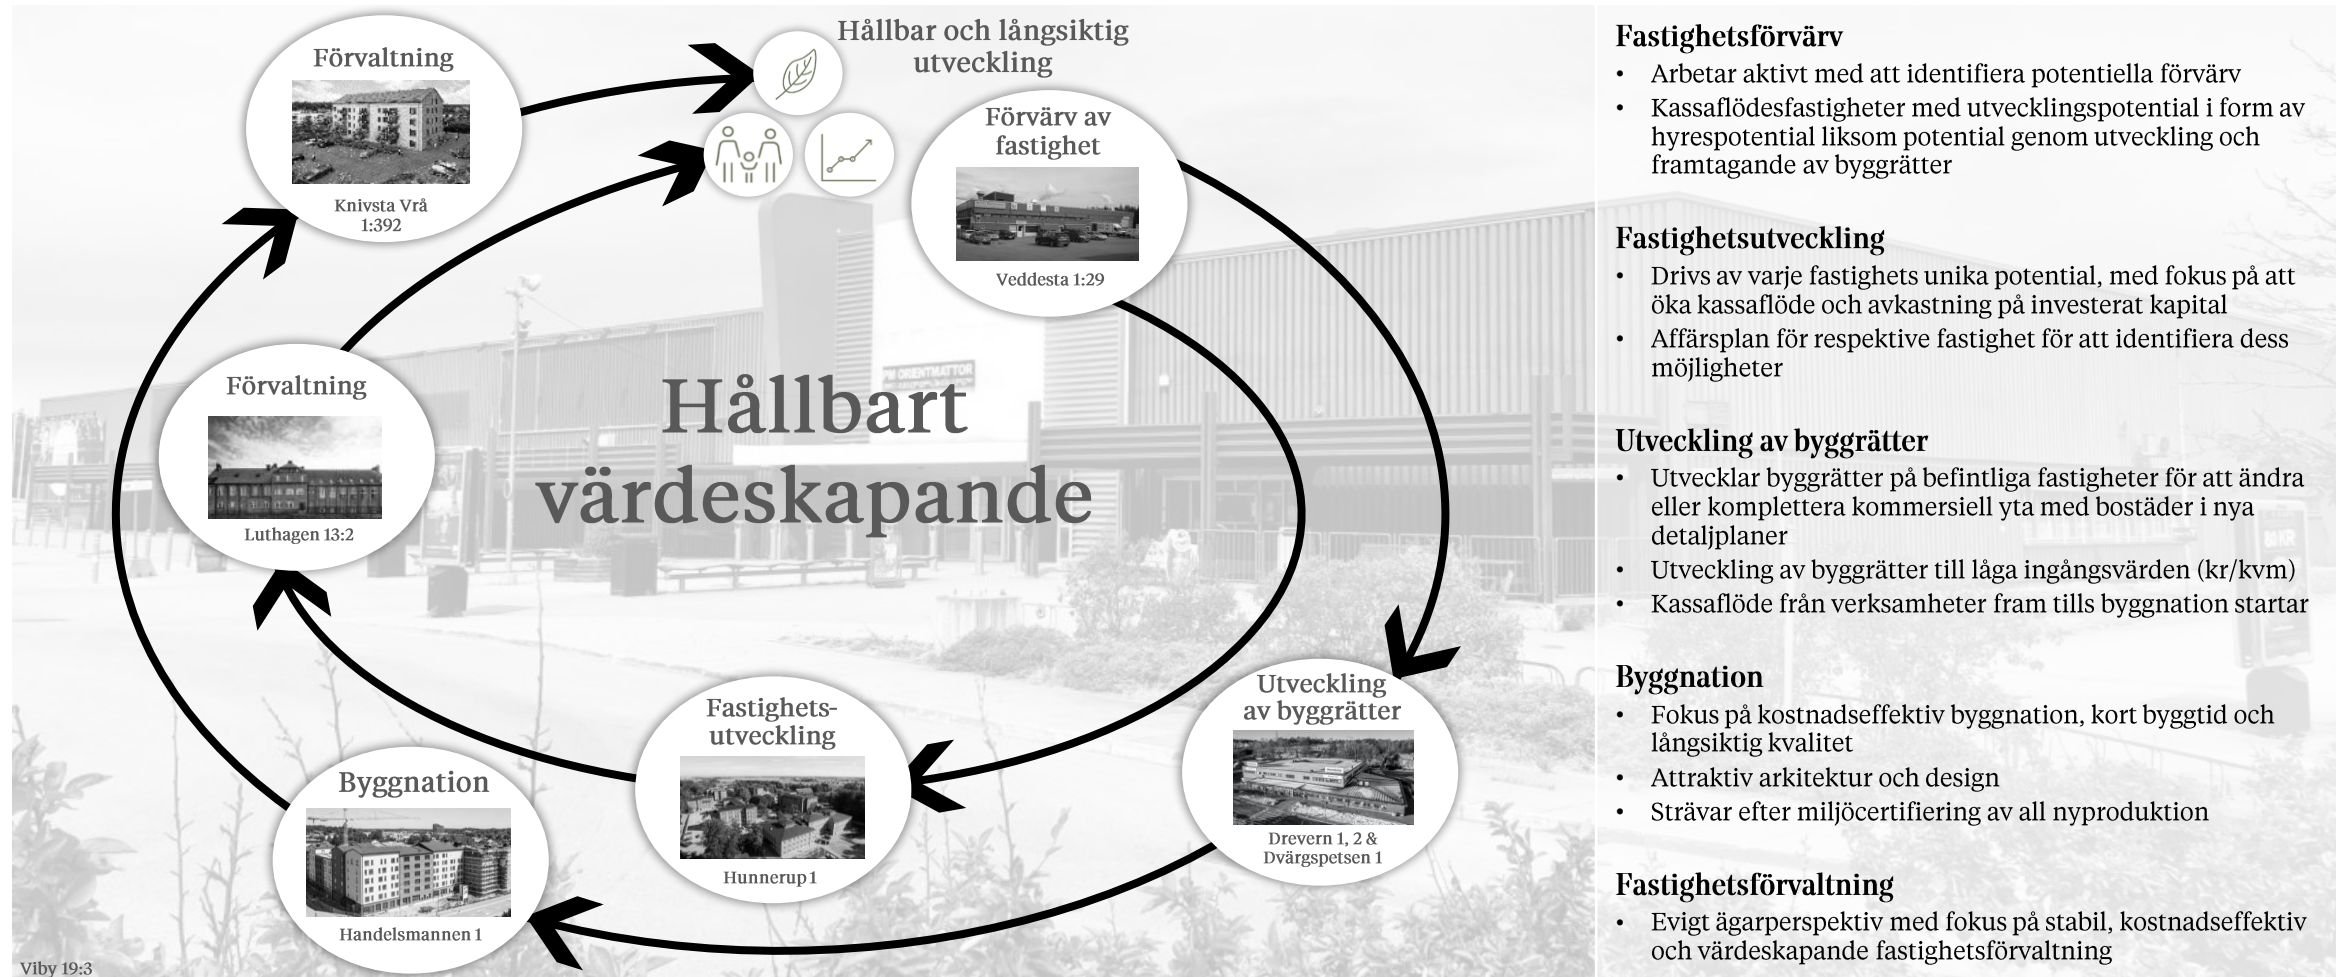 Förvaltning
Knivsta Vrå
1:392
Hållbar och långsiktig
utveckling
Förvärv av
fastighet
Veddesta 1:29
Förvaltning
Luthagen 13:2
PM ORIENTMATTOR
Hållbart
värdeskapande
Fastighets-
utveckling
Hunnerup 1
Utveckling
av byggrätter
Drevern 1, 2 &
Dvärgspetsen 1
Byggnation
Handelsmannen 1
Viby 19:3
Fastighetsförvärv
• Arbetar aktivt med att identifiera potentiella förvärv
• Kassaflödesfastigheter med utvecklingspotential i form av
hyrespotential liksom potential genom utveckling och
framtagande av byggrätter
Fastighetsutveckling
• Drivs av varje fastighets unika potential, med fokus på att
öka kassaflöde och avkastning på investerat kapital
• Affärsplan för respektive fastighet för att identifiera dess
möjligheter
Utveckling av byggrätter
• Utvecklar byggrätter på befintliga fastigheter för att ändra
eller komplettera kommersiell yta med bostäder i nya
detaljplaner
• Utveckling av byggrätter till låga ingångsvärden (kr/kvm)
• Kassaflöde från verksamheter fram tills byggnation startar
80 KR
Byggnation
• Fokus på kostnadseffektiv byggnation, kort byggtid och
långsiktig kvalitet
• Attraktiv arkitektur och design
• Strävar efter miljöcertifiering av all nyproduktion
Fastighetsförvaltning
• Evigt ägarperspektiv med fokus på stabil, kostnadseffektiv
och värdeskapande fastighetsförvaltning